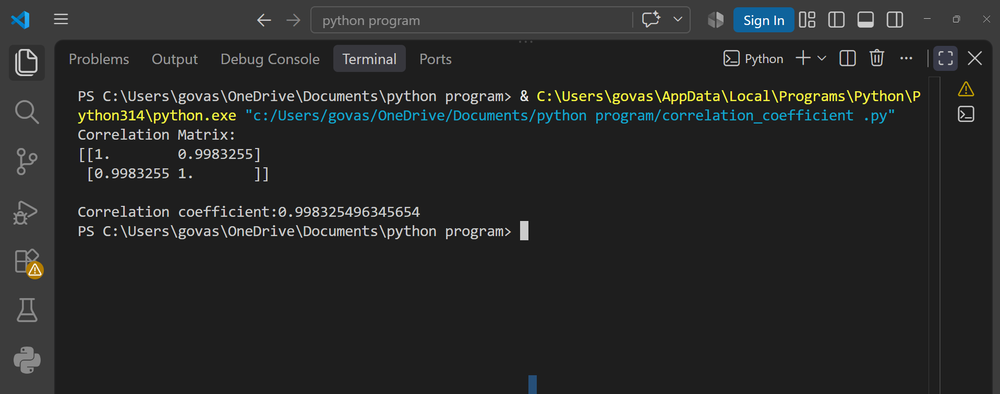 python program
Sign In
Problems Output Debug Console Terminal Ports Python
PS C:\Users\govas\OneDrive\Documents\python program> & C:\Users\govas\AppData\Local\Programs\Python\P
ython314\python.exe "c:/Users/govas/OneDrive/Documents/python program/correlation_coefficient .py"
Correlation Matrix:
[[1.        0.9983255]
 [0.9983255 1.       ]]
Correlation coefficient:0.998325496345654
PS C:\Users\govas\OneDrive\Documents\python program>